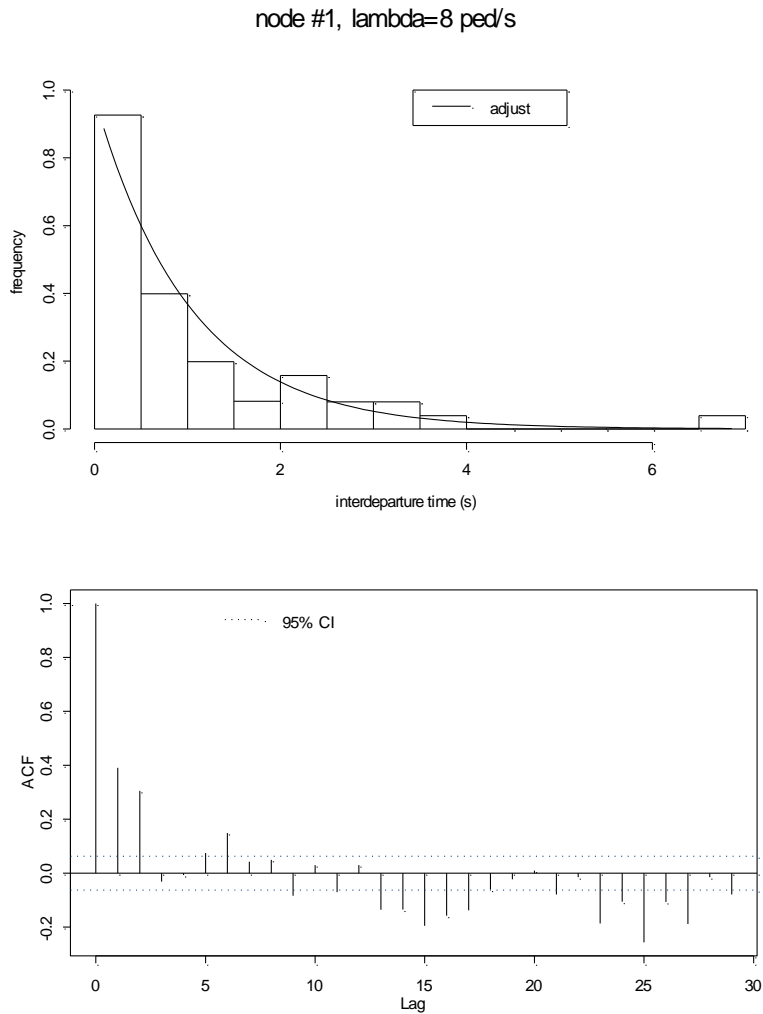 node #1, lambda=8 ped/s
adjust
frequency
0.0 0.2 0.4 0.6 0.8 1.0
0 2 4 6
interdeparture time (s)
95% CI
ACF
-0.2 0.0 0.2 0.4 0.6 0.8 1.0
0 5 10 15 20 25 30
Lag